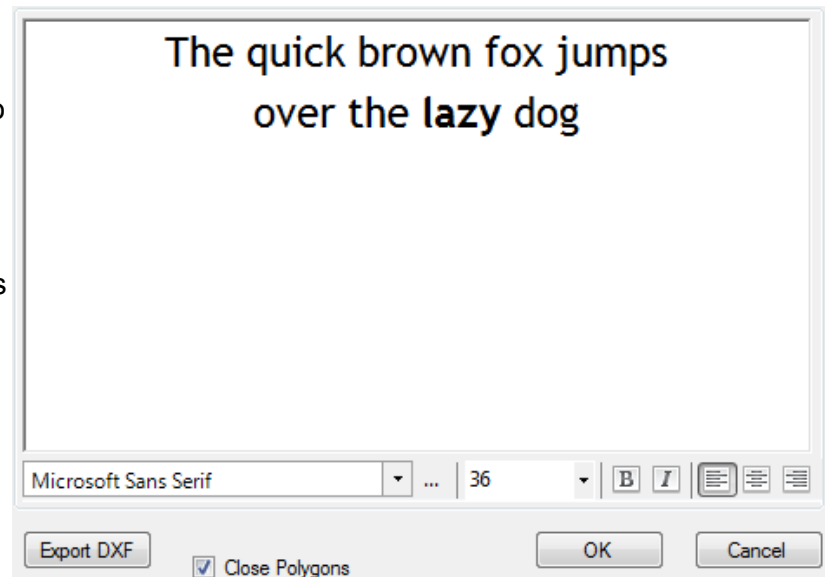 The quick brown fox jumps
over the lazy dog
Microsoft Sans Serif ... 36 B I
Export DXF Close Polygons OK Cancel